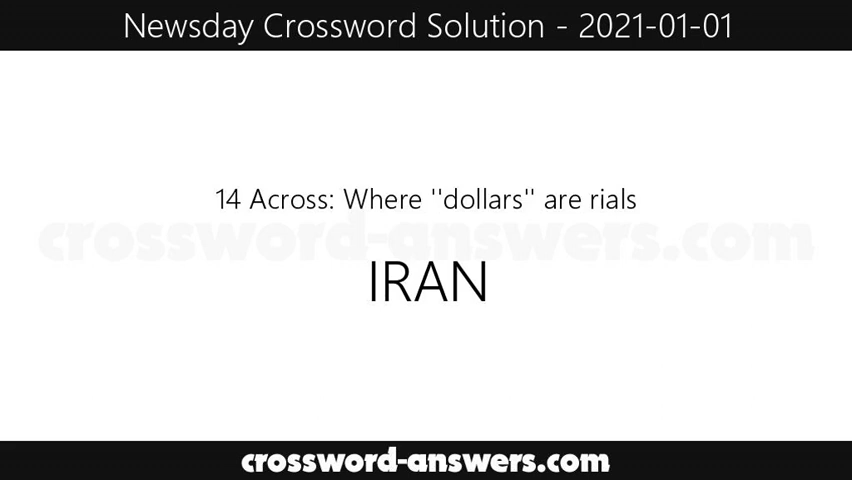 Newsday Crossword Solution - 2021-01-01
14 Across: Where ''dollars'' are rials
crossword-answers.com
IRAN
crossword-answers.com